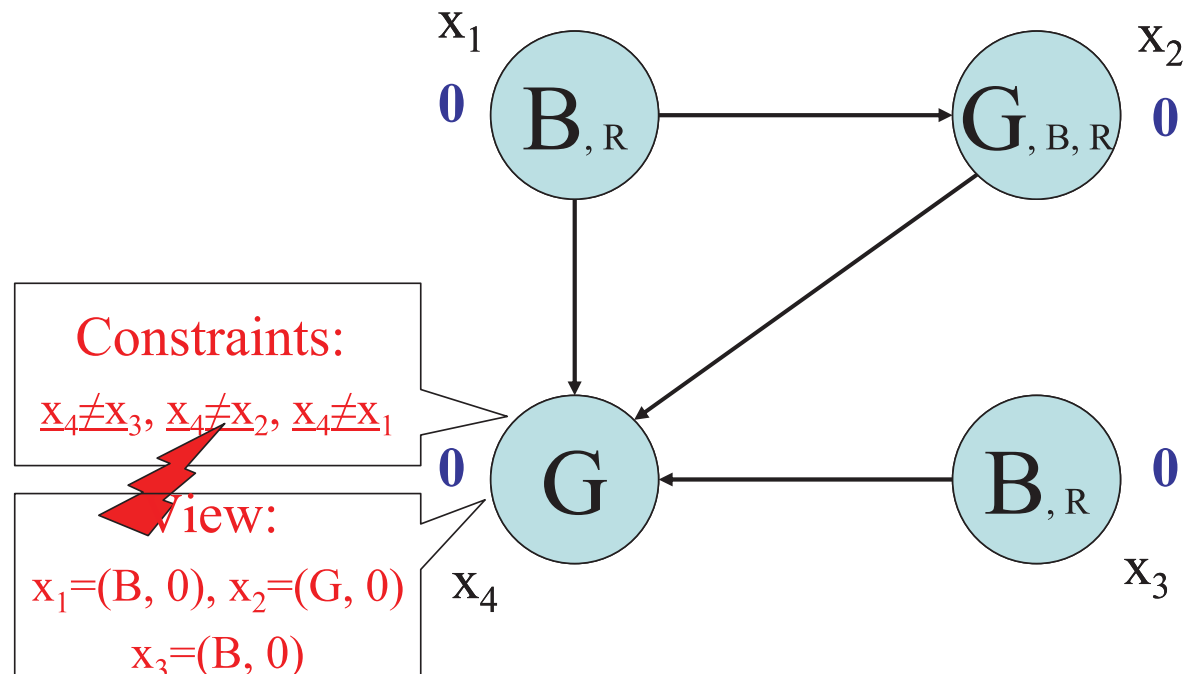 x₁
x₂
0
B, R
G, B, R
0
Constraints:
x₄≠x₃, x₄≠x₂, x₄≠x₁
0
G
B, R
0
View:
x₁=(B, 0), x₂=(G, 0)
x₃=(B, 0)
x₄
x₃